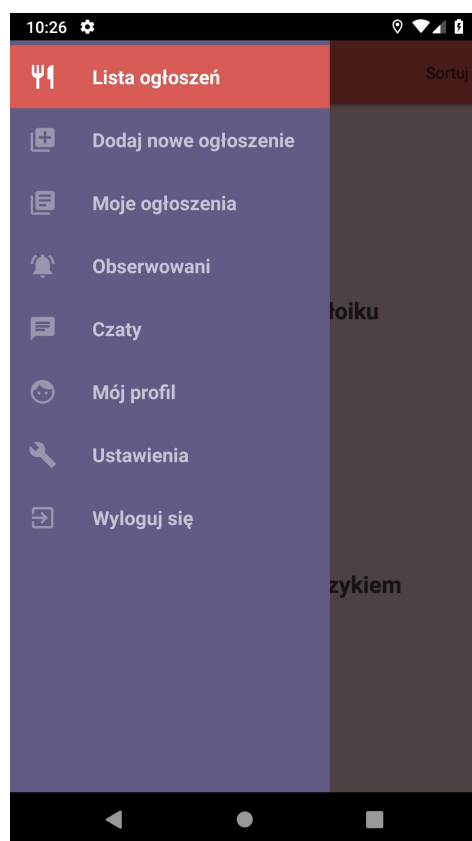 10:26
Lista ogłoszeń
Sortuj
Dodaj nowe ogłoszenie
Moje ogłoszenia
Obserwowani
łoiku
Czaty
Mój profil
Ustawienia
Wyloguj się
zykiem